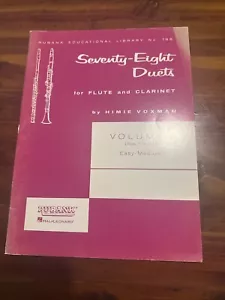 RUBANK EDUCATIONAL LIBRARY No. 196
Seventy-Eight
Duets
for FLUTE and CLARINET
by HIMIE VOXMAN
VOLUME
Easy-Medium
RUBANK
HAL•LEONARD